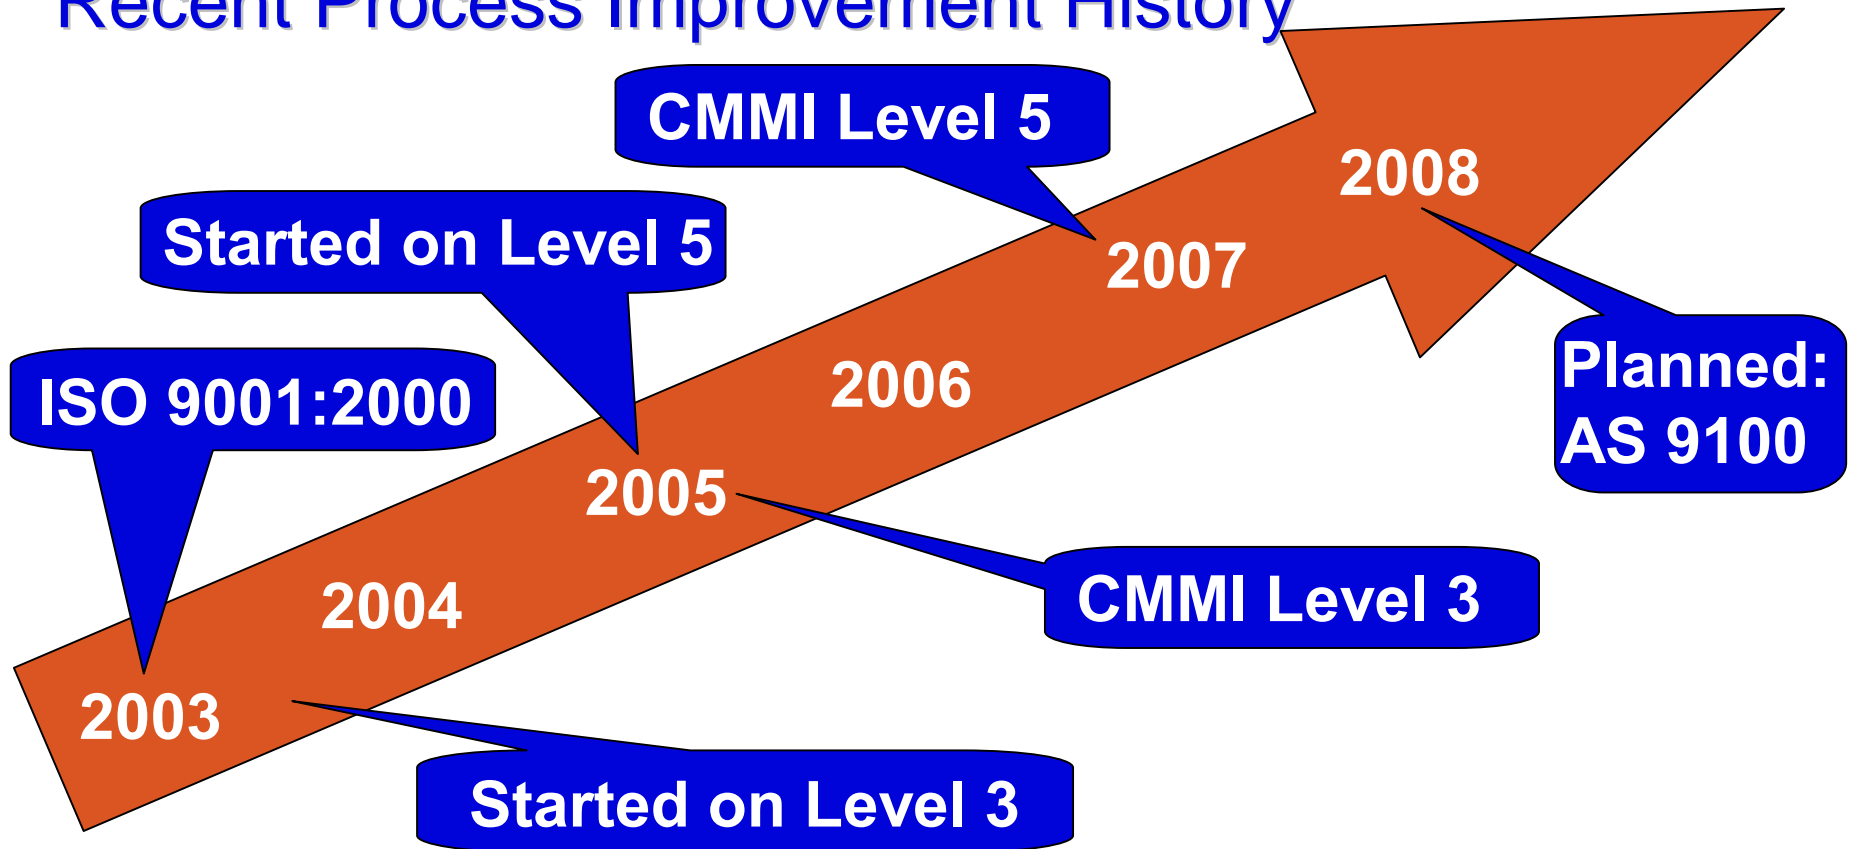 Recent Process Improvement History
CMMI Level 5
2008
Started on Level 5
2007
ISO 9001:2000
2006
Planned:
AS 9100
2005
CMMI Level 3
2004
2003
Started on Level 3